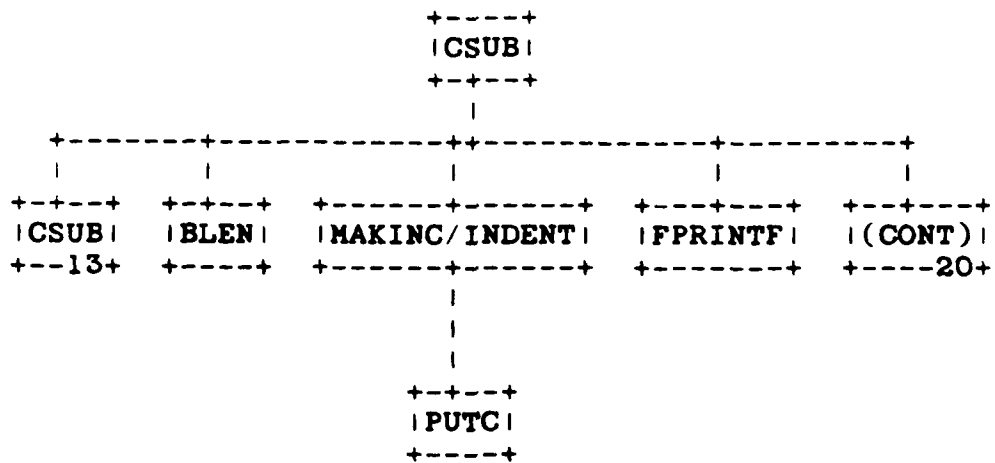 CSUB
CSUB BLEN MAKINC/INDENT FPRINTF (CONT)
13 20
PUTC